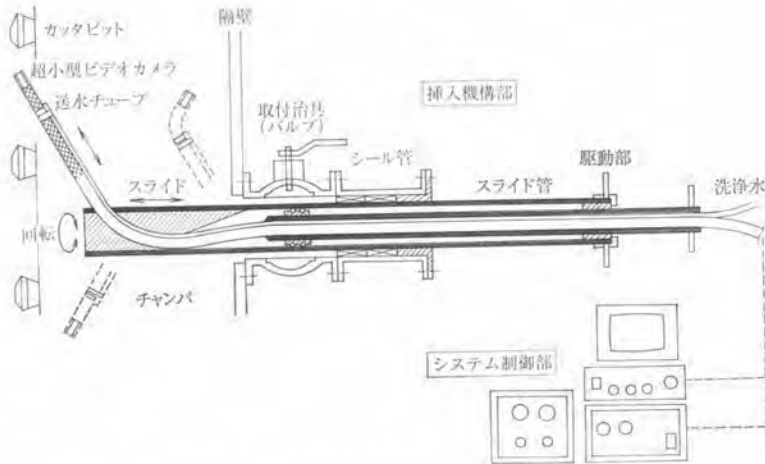 カッタビット
隔壁
超小型ビデオカメラ
送水チューブ
取付治具
(バルブ)
挿入機構部
シール管
駆動部
スライド
スライド管
洗浄水
回転
チャンバ
システム制御部